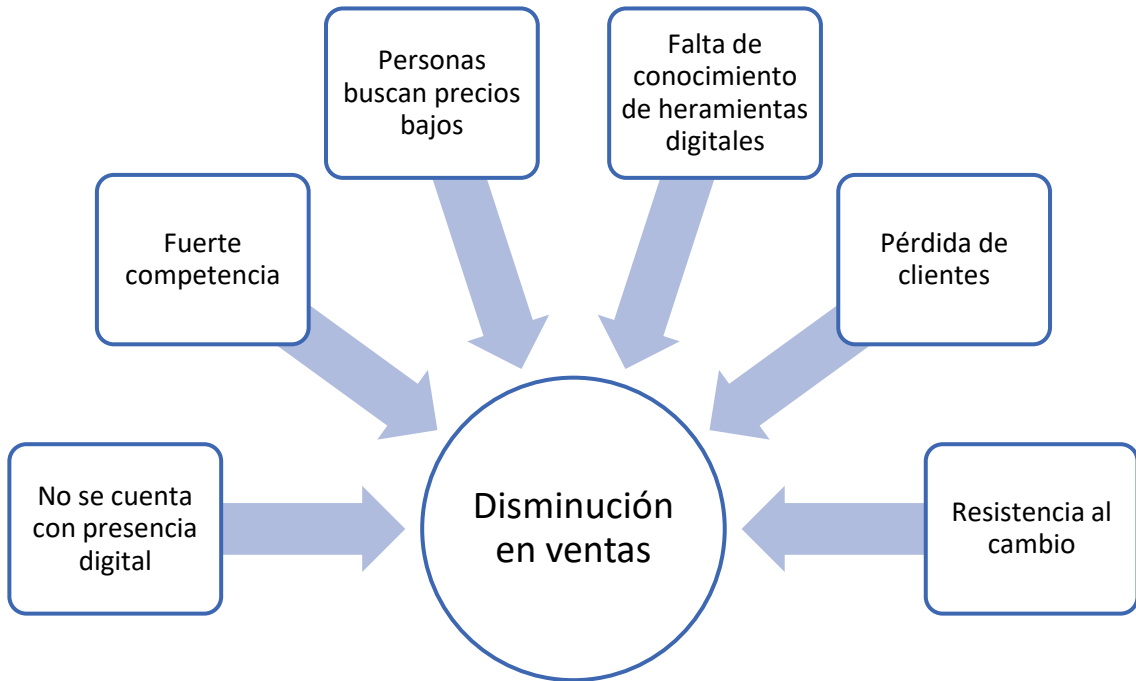 Personas
buscan precios
bajos
Falta de
conocimiento
de heramientas
digitales
Fuerte
competencia
Pérdida de
clientes
No se cuenta
con presencia
digital
Disminución
en ventas
Resistencia al
cambio